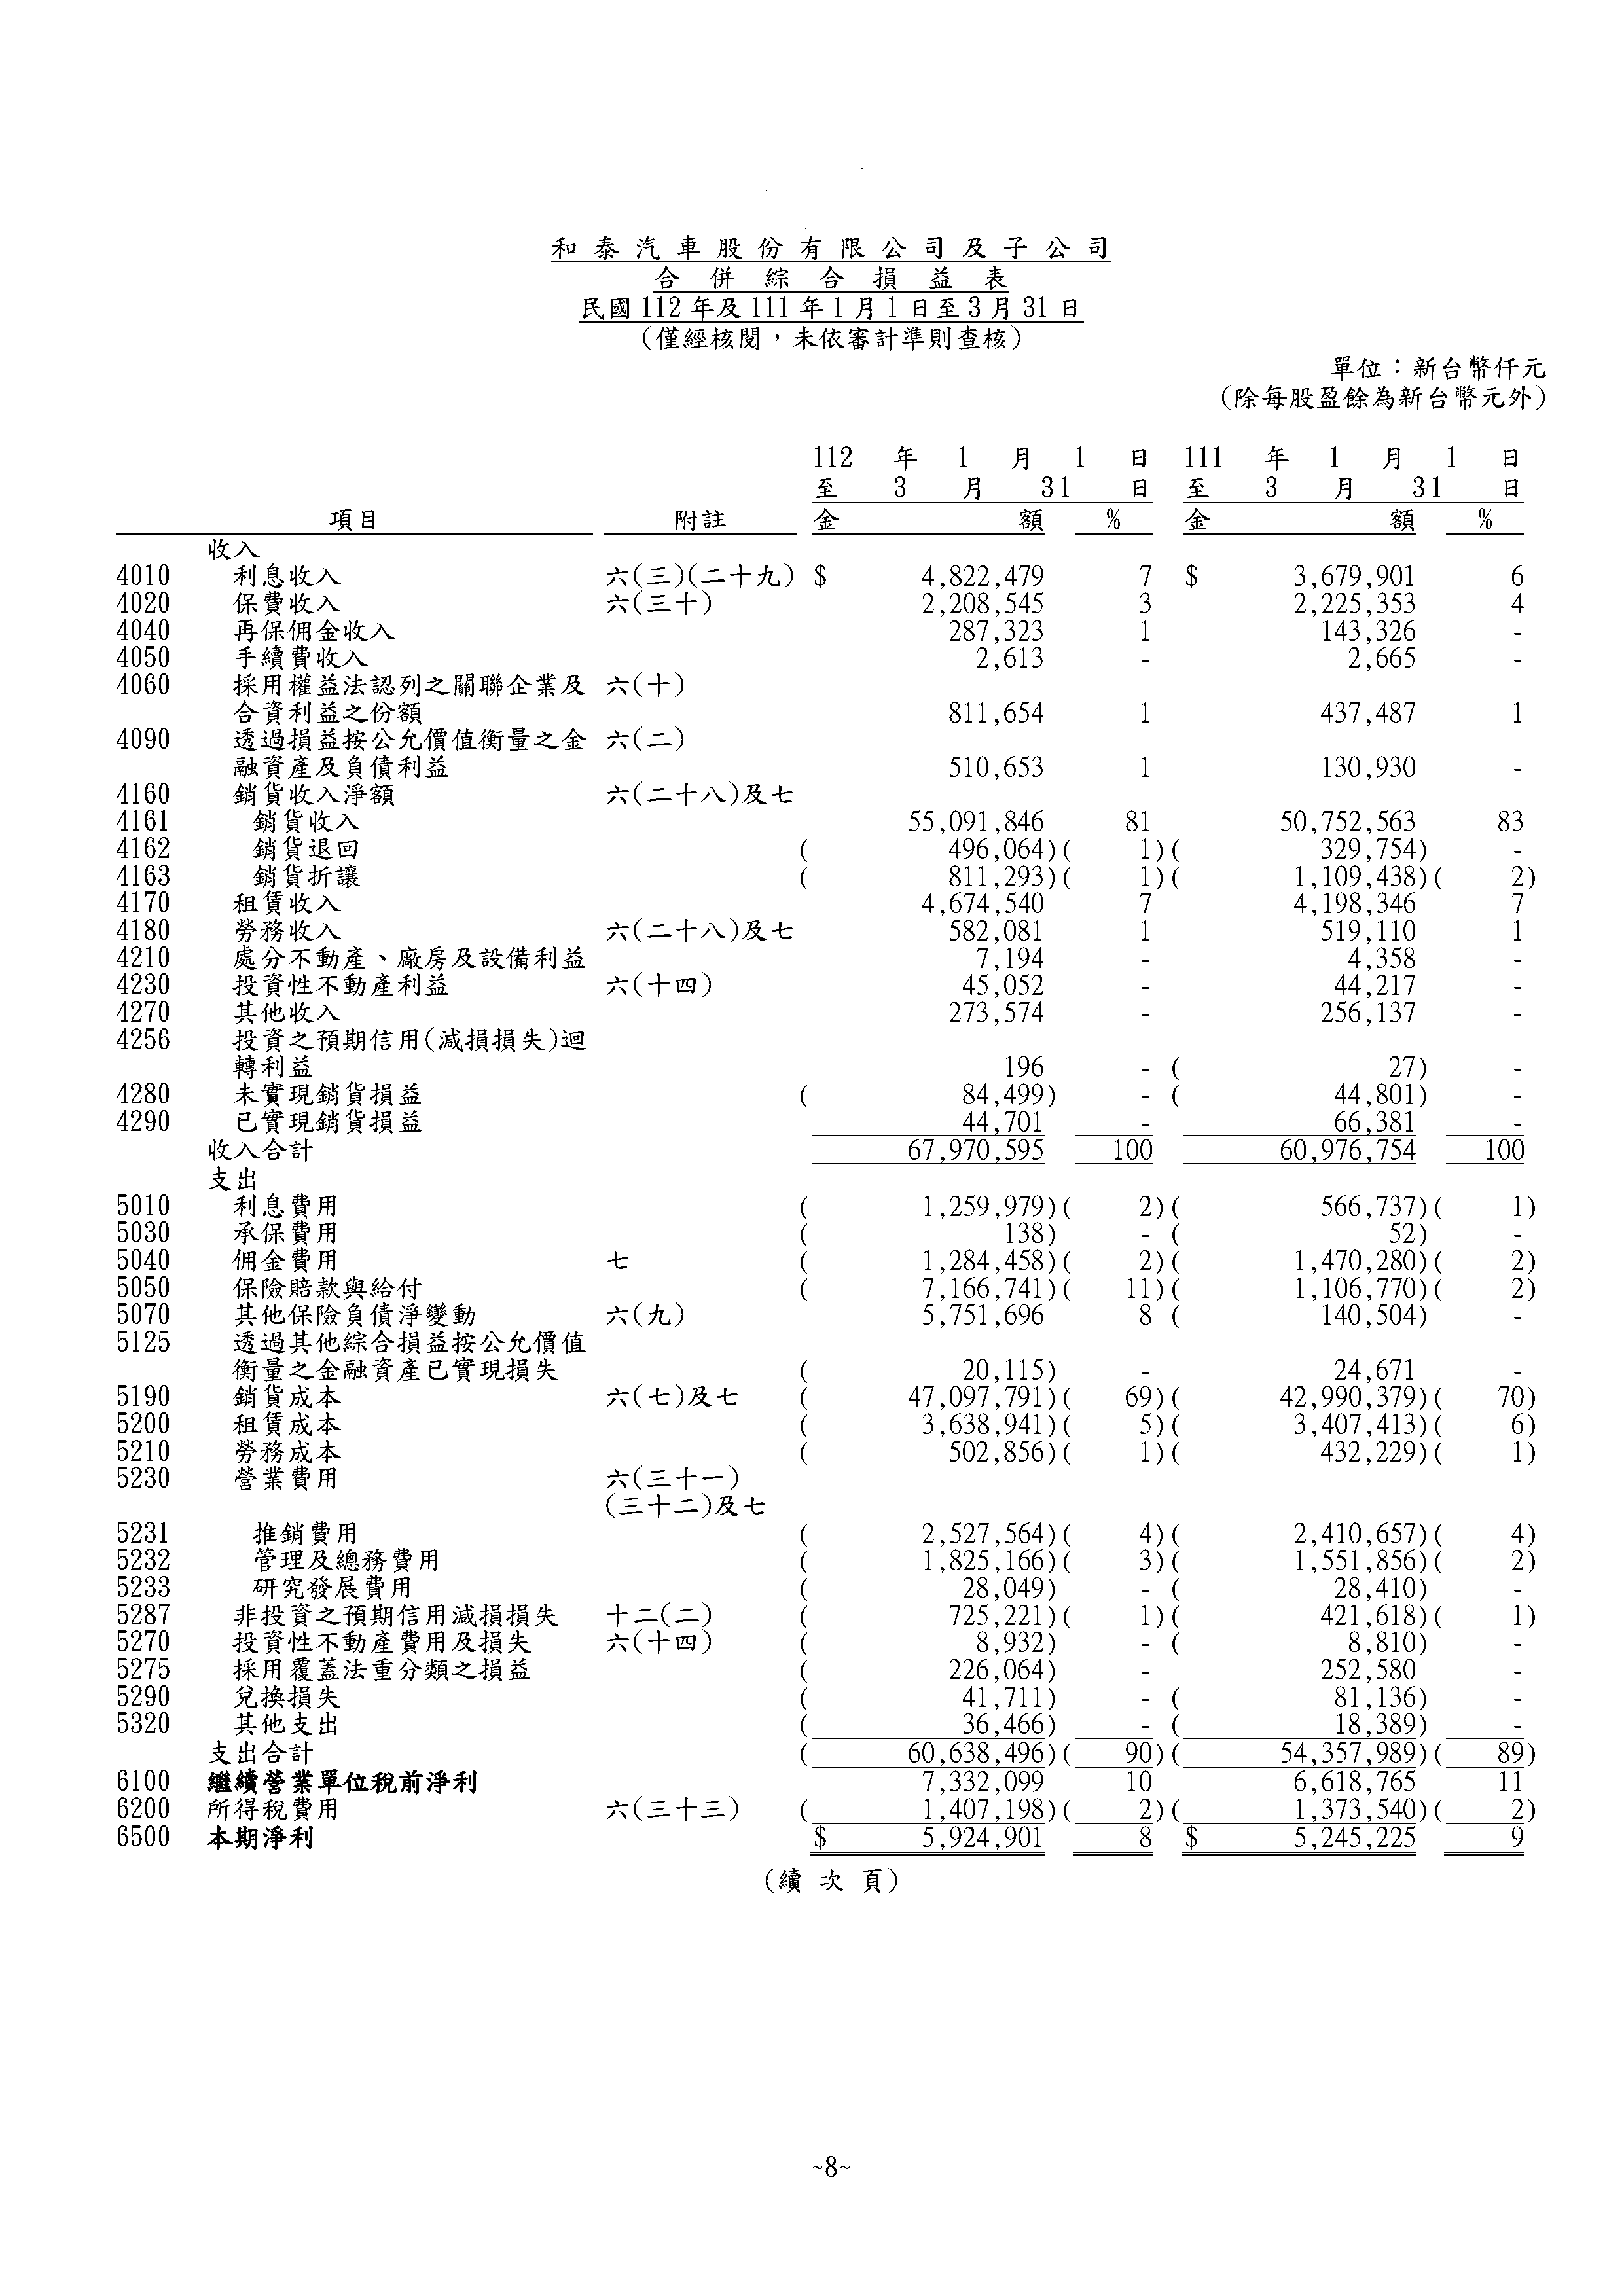 和泰汽車股份有限公司及子公司
合併綜合損益表
民國112年及111年1月1日至3月31日
(僅經核閱，未依審計準則查核)
單位：新台幣仟元
(除每股盈餘為新台幣元外)
112 年 1 月 1 日 111 年 1 月 1 日
至 3 月 31 日 至 3 月 31 日
項目 附註 金 額 % 金 額 %
收入
4010 利息收入 六(三)(二十九) $ 4,822,479 7 $ 3,679,901 6
4020 保費收入 六(三十) 2,208,545 3 2,225,353 4
4040 再保佣金收入 287,323 1 143,326 -
4050 手續費收入 2,613 - 2,665 -
4060 採用權益法認列之關聯企業及 六(十)
合資利益之份額 811,654 1 437,487 1
4090 透過損益按公允價值衡量之金 六(二)
融資產及負債利益 510,653 1 130,930 -
4160 銷貨收入淨額 六(二十八)及七
4161 銷貨收入 55,091,846 81 50,752,563 83
4162 銷貨退回 ( 496,064)( 1)( 329,754) -
4163 銷貨折讓 ( 811,293)( 1)( 1,109,438)( 2)
4170 租賃收入 4,674,540 7 4,198,346 7
4180 勞務收入 六(二十八)及七 582,081 1 519,110 1
4210 處分不動產、廠房及設備利益 7,194 - 4,358 -
4230 投資性不動產利益 六(十四) 45,052 - 44,217 -
4270 其他收入 273,574 - 256,137 -
4256 投資之預期信用(減損損失)迴
轉利益 196 - ( 27) -
4280 未實現銷貨損益 ( 84,499) - ( 44,801) -
4290 已實現銷貨損益 44,701 - 66,381 -
收入合計 67,970,595 100 60,976,754 100
支出
5010 利息費用 ( 1,259,979)( 2)( 566,737)( 1)
5030 承保費用 ( 138) - ( 52) -
5040 佣金費用 七 ( 1,284,458)( 2)( 1,470,280)( 2)
5050 保險賠款與給付 ( 7,166,741)( 11)( 1,106,770)( 2)
5070 其他保險負債淨變動 六(九) 5,751,696 8 ( 140,504) -
5125 透過其他綜合損益按公允價值
衡量之金融資產已實現損失 ( 20,115) - 24,671 -
5190 銷貨成本 六(七)及七 ( 47,097,791)( 69)( 42,990,379)( 70)
5200 租賃成本 ( 3,638,941)( 5)( 3,407,413)( 6)
5210 勞務成本 ( 502,856)( 1)( 432,229)( 1)
5230 營業費用 六(三十一)
(三十二)及七
5231 推銷費用 ( 2,527,564)( 4)( 2,410,657)( 4)
5232 管理及總務費用 ( 1,825,166)( 3)( 1,551,856)( 2)
5233 研究發展費用 ( 28,049) - ( 28,410) -
5287 非投資之預期信用減損損失 十二(二) ( 725,221)( 1)( 421,618)( 1)
5270 投資性不動產費用及損失 六(十四) ( 8,932) - ( 8,810) -
5275 採用覆蓋法重分類之損益 ( 226,064) - 252,580 -
5290 兌換損失 ( 41,711) - ( 81,136) -
5320 其他支出 ( 36,466) - ( 18,389) -
支出合計 ( 60,638,496)( 90)( 54,357,989)( 89)
6100 繼續營業單位稅前淨利 7,332,099 10 6,618,765 11
6200 所得稅費用 六(三十三) ( 1,407,198)( 2)( 1,373,540)( 2)
6500 本期淨利 $ 5,924,901 8 $ 5,245,225 9
(續次頁)
~8~